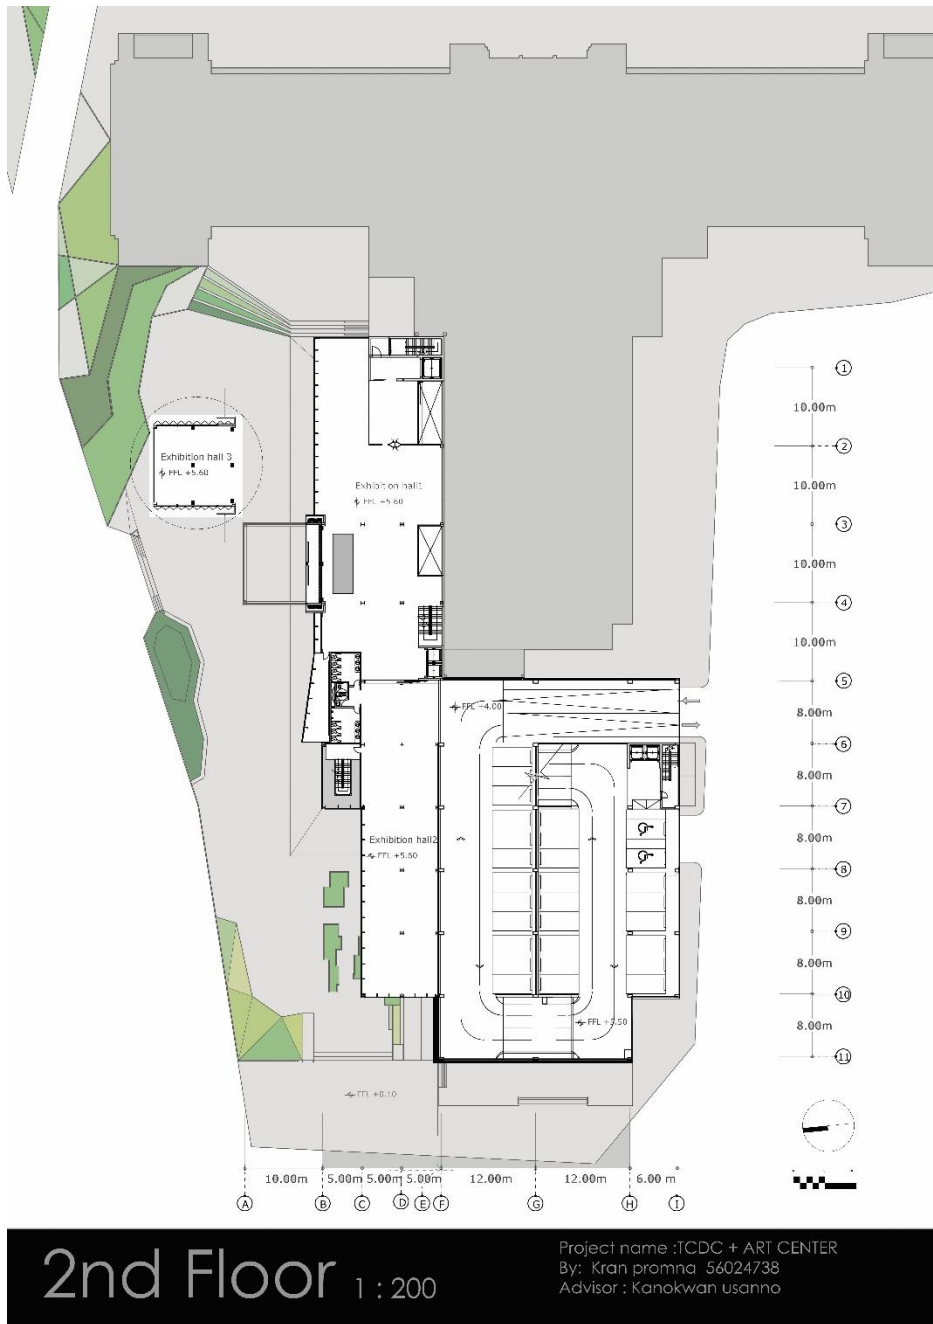 1
10.00m
2
Exhibition hall 3
FFL +5.60
Exhibition hall1
FFL +5.60
10.00m
3
10.00m
4
10.00m
5
FFL +4.00
8.00m
6
8.00m
7
Exhibition hall2
FFL +5.60
8.00m
8
8.00m
9
8.00m
10
FFL +5.50
8.00m
11
FFL +0.10
10.00m 5.00m 5.00m 5.00m 12.00m 12.00m 6.00 m
A B C D E F G H I
2nd Floor 1 : 200
Project name :TCDC + ART CENTER
By: Kran promna 56024738
Advisor : Kanokwan usanno